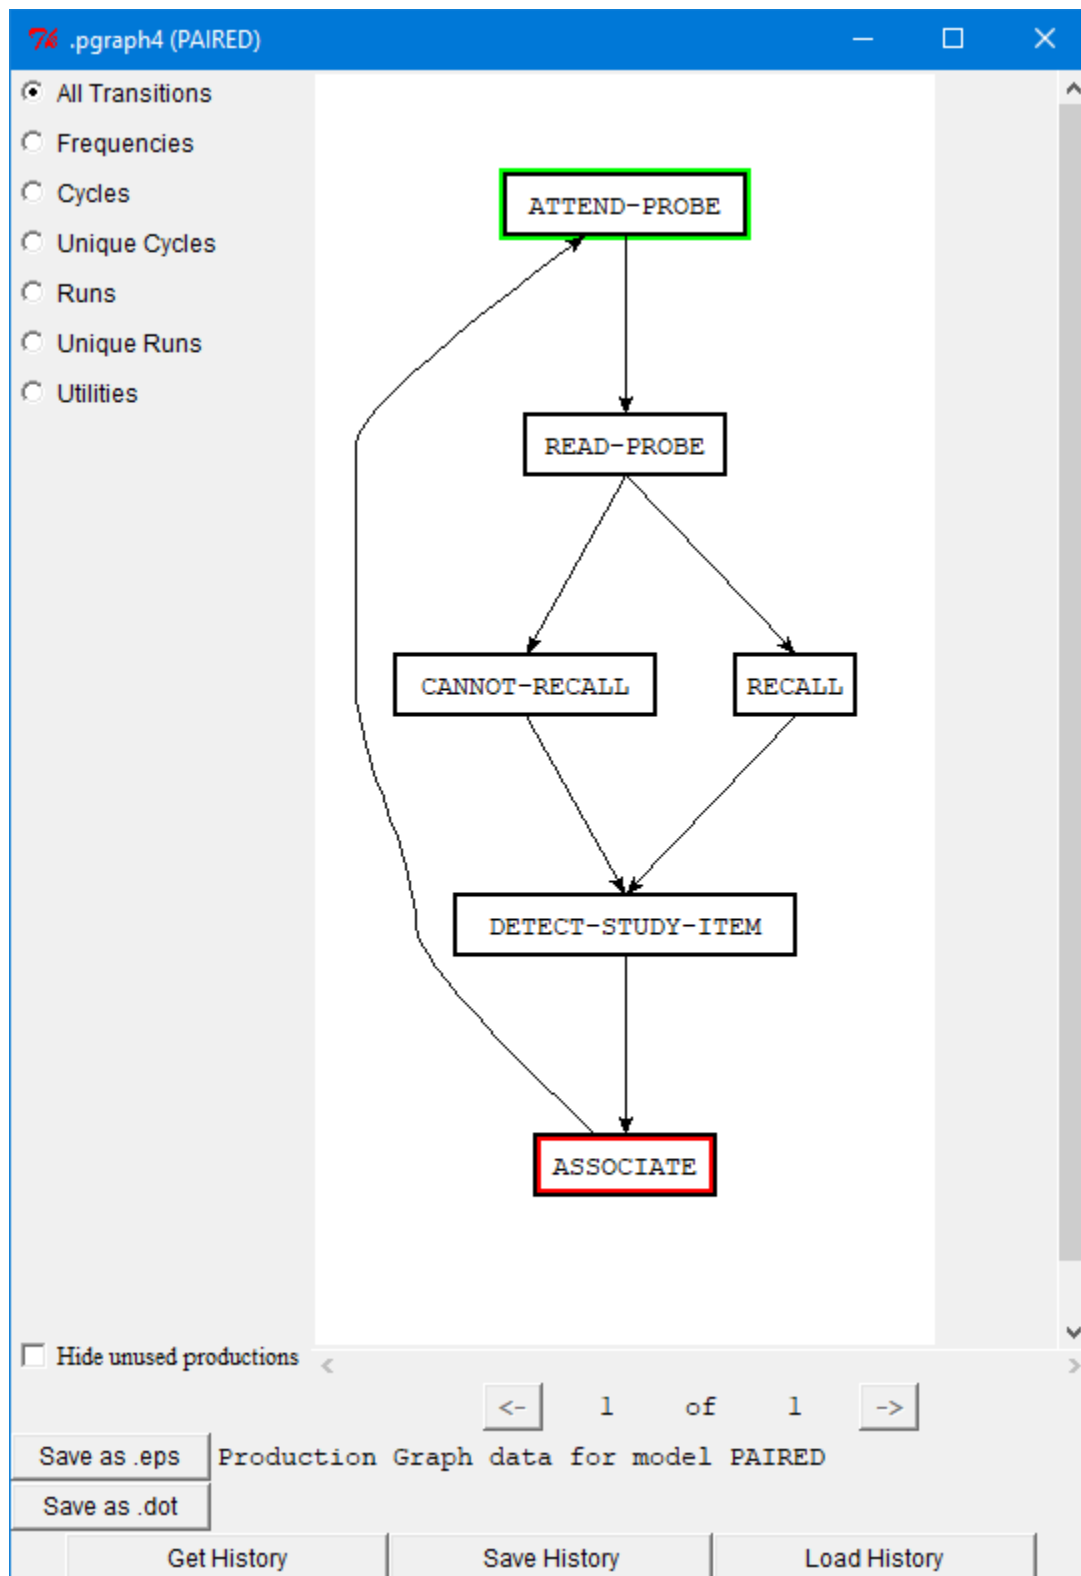 .pgraph4 (PAIRED)
All Transitions
Frequencies
Cycles
Unique Cycles
Runs
Unique Runs
Utilities
ATTEND-PROBE
READ-PROBE
CANNOT-RECALL RECALL
DETECT-STUDY-ITEM
ASSOCIATE
Hide unused productions
<- 1 of 1 ->
Save as .eps Production Graph data for model PAIRED
Save as .dot
Get History Save History Load History